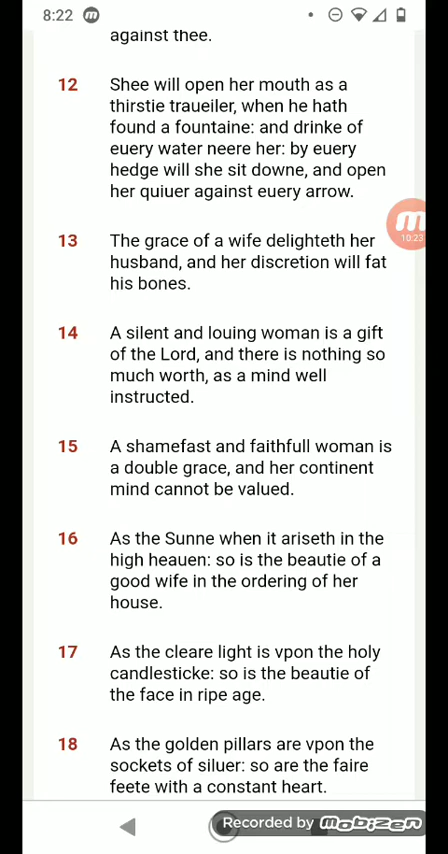 8:22
against thee.
12 Shee will open her mouth as a
thirstie traueiler, when he hath
found a fountaine: and drinke of
euery water neere her: by euery
hedge will she sit downe, and open
her quiuer against euery arrow.
13 The grace of a wife delighteth her
husband, and her discretion will fat
his bones.
14 A silent and louing woman is a gift
of the Lord, and there is nothing so
much worth, as a mind well
instructed.
15 A shamefast and faithfull woman is
a double grace, and her continent
mind cannot be valued.
16 As the Sunne when it ariseth in the
high heauen: so is the beautie of a
good wife in the ordering of her
house.
17 As the cleare light is vpon the holy
candlesticke: so is the beautie of
the face in ripe age.
18 As the golden pillars are vpon the
sockets of siluer: so are the faire
feete with a constant heart.
m
10:23
Recorded by mobizen